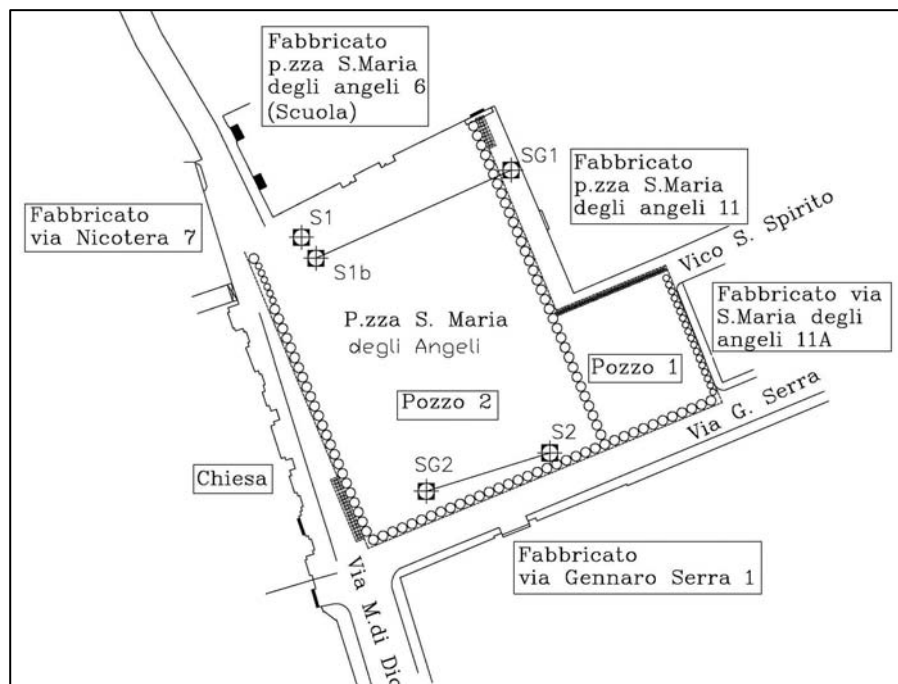 Fabbricato
p.zza S.Maria
degli angeli 6
(Scuola)
SG1
Fabbricato
p.zza S.Maria
degli angeli 11
Fabbricato
via Nicotera 7
S1
S1b
Vico S. Spirito
Fabbricato via
S.Maria degli
angeli 11A
P.zza S. Maria
degli Angeli
Pozzo 1
Pozzo 2
Via G. Serra
S2
SG2
Chiesa
Fabbricato
via Gennaro Serra 1
Via M.di Dio